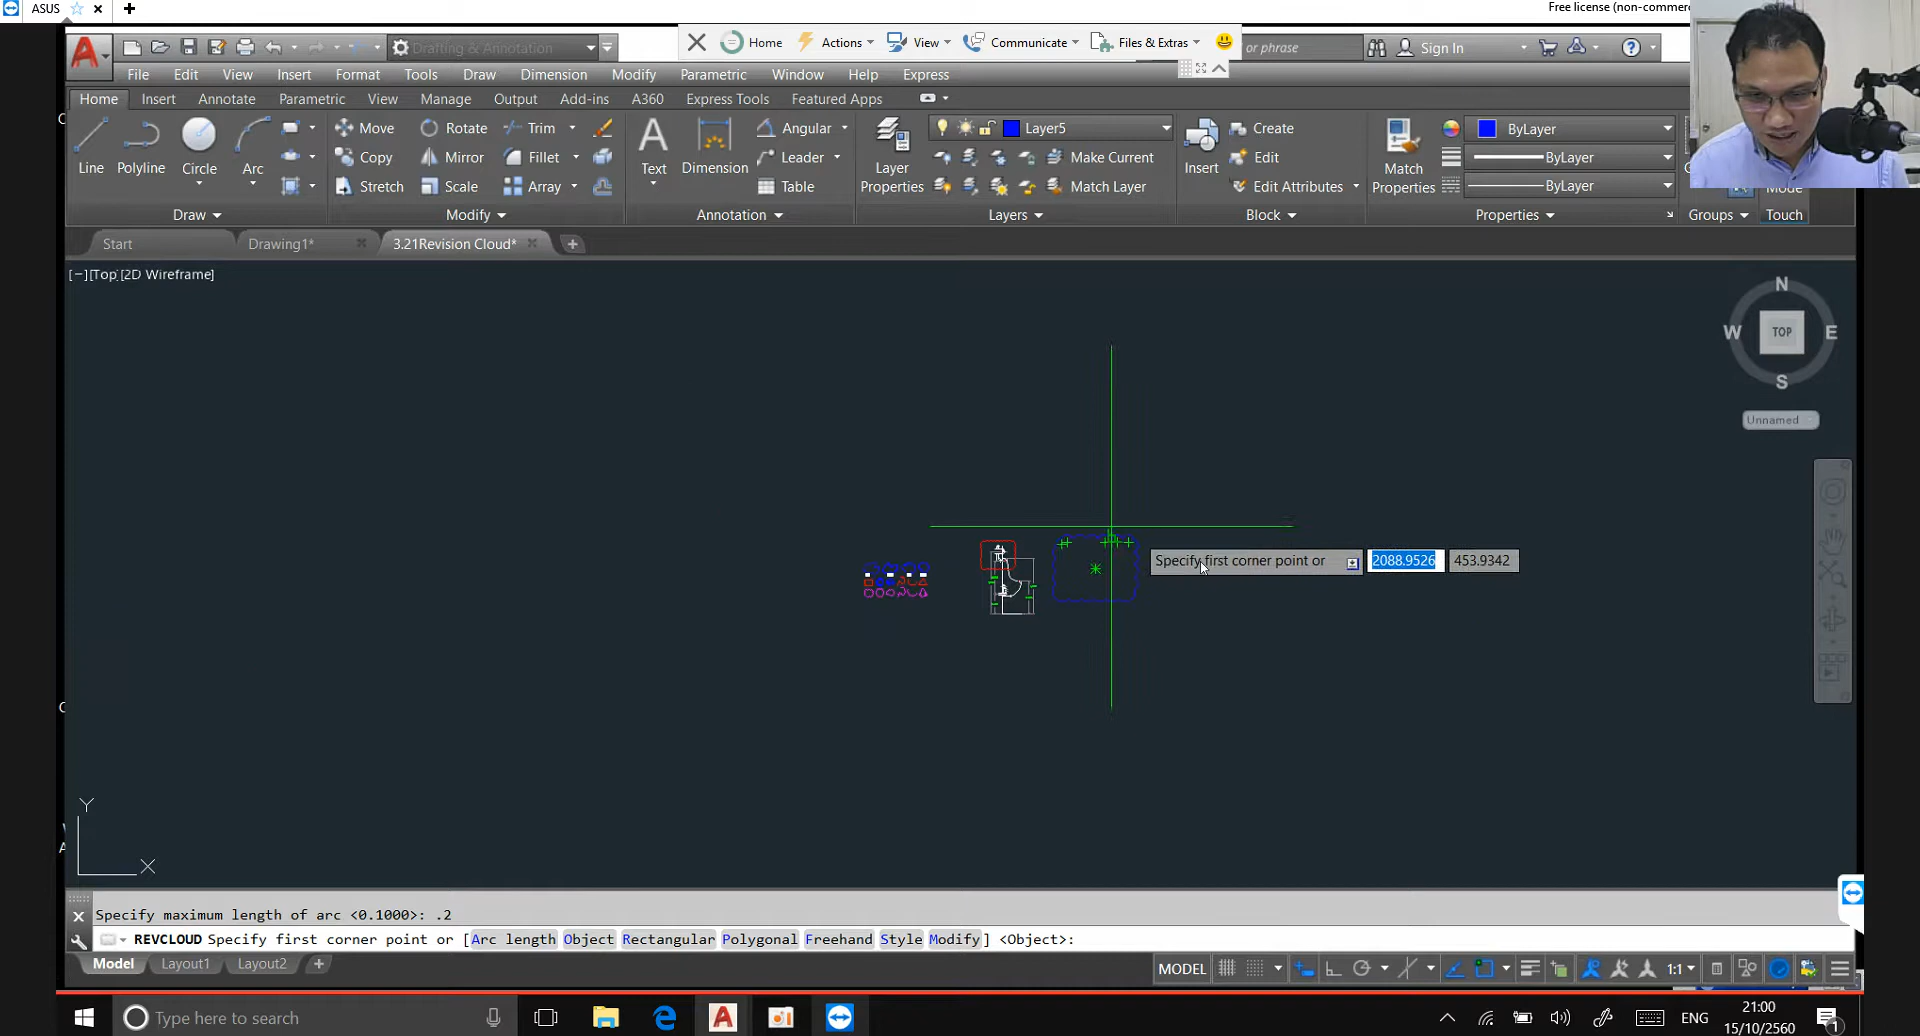 ASUS
Free license (non-commerc
Drafting & Annotation
Home Actions View Communicate Files & Extras
or phrase
Sign In
File Edit View Insert Format Tools Draw Dimension Modify Parametric Window Help Express
Home Insert Annotate Parametric View Manage Output Add-ins A360 Express Tools Featured Apps
Line Polyline Circle Arc
Move Rotate Trim
Copy Mirror Fillet
Stretch Scale Array
Text Dimension
Angular
Leader
Table
Layer Properties
Layer5
Make Current
Match Layer
Insert
Create
Edit
Edit Attributes
Match Properties
ByLayer
ByLayer
ByLayer
Mode
Draw Modify Annotation Layers Block Properties Groups Touch
Start Drawing1* 3.21Revision Cloud*
[−][Top][2D Wireframe]
N
W TOP E
S
Unnamed
Specify first corner point or 2088.9526 453.9342
Y
X
Specify maximum length of arc <0.1000>: .2
REVCLOUD Specify first corner point or [Arc length Object Rectangular Polygonal Freehand Style Modify] <Object>:
Model Layout1 Layout2
MODEL 1:1
Type here to search
ENG
21:00
15/10/2560
1